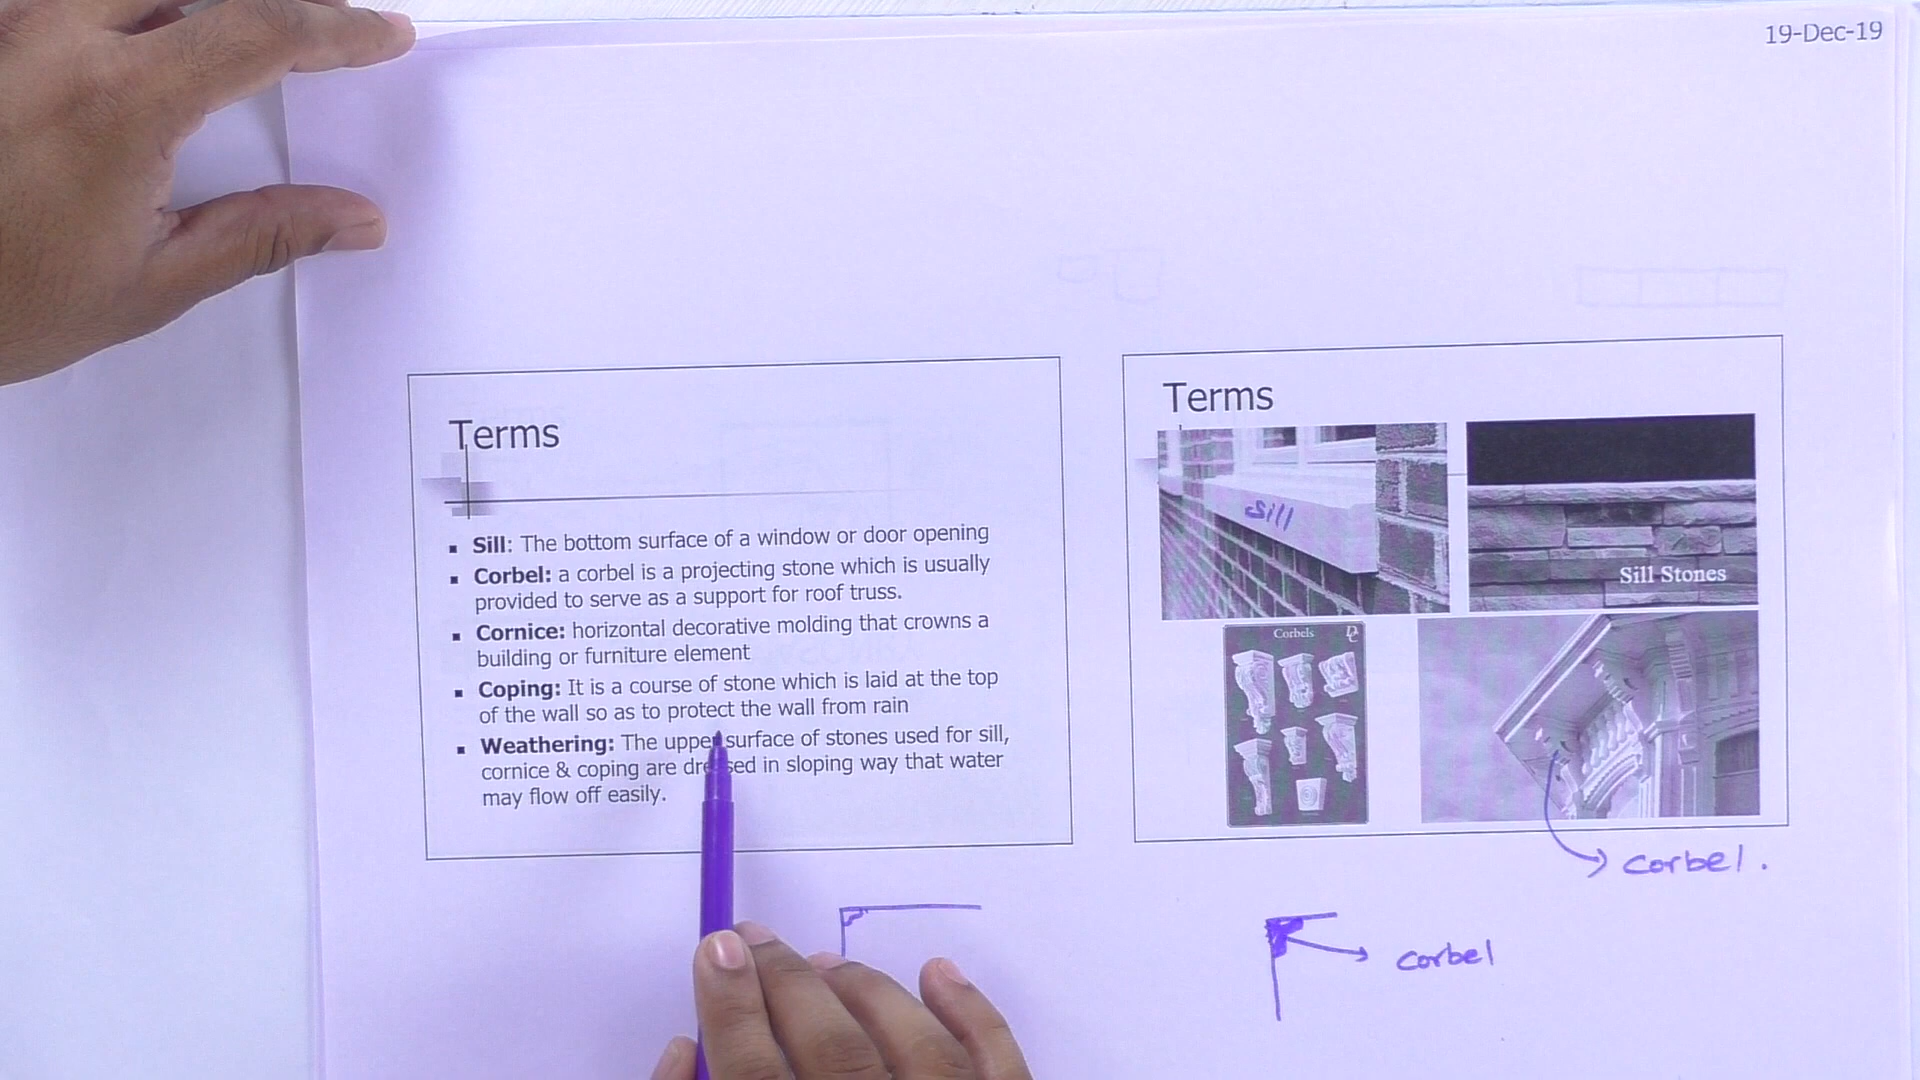 19-Dec-19
Terms
Sill: The bottom surface of a window or door opening
Corbel: a corbel is a projecting stone which is usually
provided to serve as a support for roof truss.
Cornice: horizontal decorative molding that crowns a
building or furniture element
Coping: It is a course of stone which is laid at the top
of the wall so as to protect the wall from rain
Weathering: The upper surface of stones used for sill,
cornice & coping are dressed in sloping way that water
may flow off easily.
Terms
Sill
Sill Stones
Corbels
corbel.
corbel